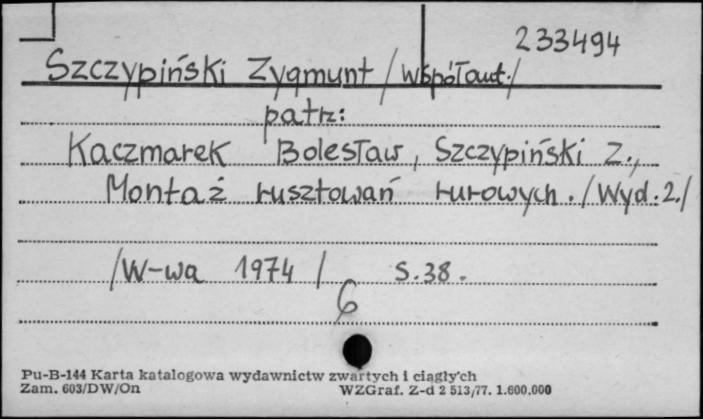 233494
Szczypiński Zygmunt /współaut./
patrz:
Kaczmarek Bolesław, Szczypiński Z.,
Montaż rusztowań rurowych. /Wyd. 2./
/W-wa 1974/ S. 38.
6
Pu-B-144 Karta katalogowa wydawnictw zwartych i ciągłych
Zam. 603/DW/On WZGraf. Z-d 2 513/77. 1.600.000